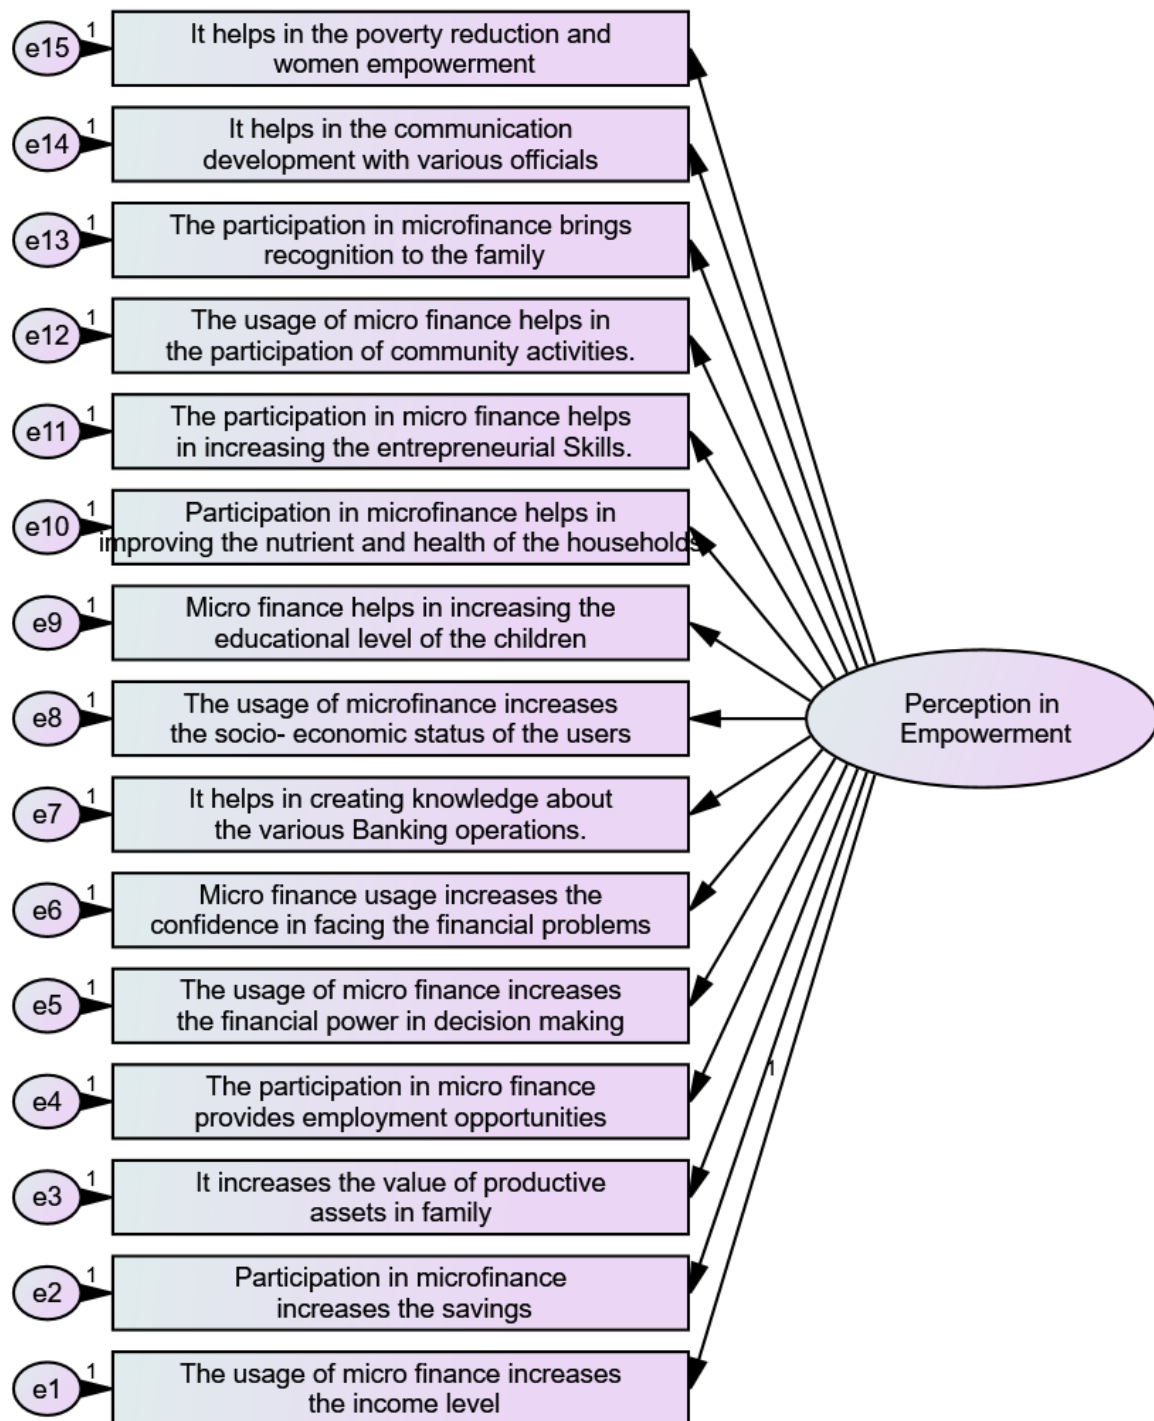 e15
1
It helps in the poverty reduction and
women empowerment
e14
1
It helps in the communication
development with various officials
e13
1
The participation in microfinance brings
recognition to the family
e12
1
The usage of micro finance helps in
the participation of community activities.
e11
1
The participation in micro finance helps
in increasing the entrepreneurial Skills.
e10
1
Participation in microfinance helps in
improving the nutrient and health of the households
e9
1
Micro finance helps in increasing the
educational level of the children
e8
1
The usage of microfinance increases
the socio- economic status of the users
Perception in
Empowerment
e7
1
It helps in creating knowledge about
the various Banking operations.
e6
1
Micro finance usage increases the
confidence in facing the financial problems
e5
1
The usage of micro finance increases
the financial power in decision making
1
e4
1
The participation in micro finance
provides employment opportunities
e3
1
It increases the value of productive
assets in family
e2
1
Participation in microfinance
increases the savings
e1
1
The usage of micro finance increases
the income level